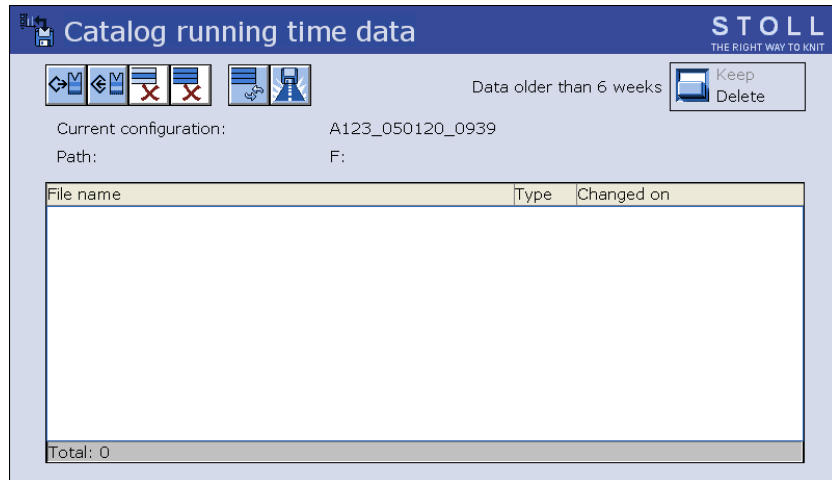 Catalog running time data
STOLL
THE RIGHT WAY TO KNIT
Data older than 6 weeks
Keep
Delete
Current configuration: A123_050120_0939
Path: F:
File name Type Changed on
Total: 0